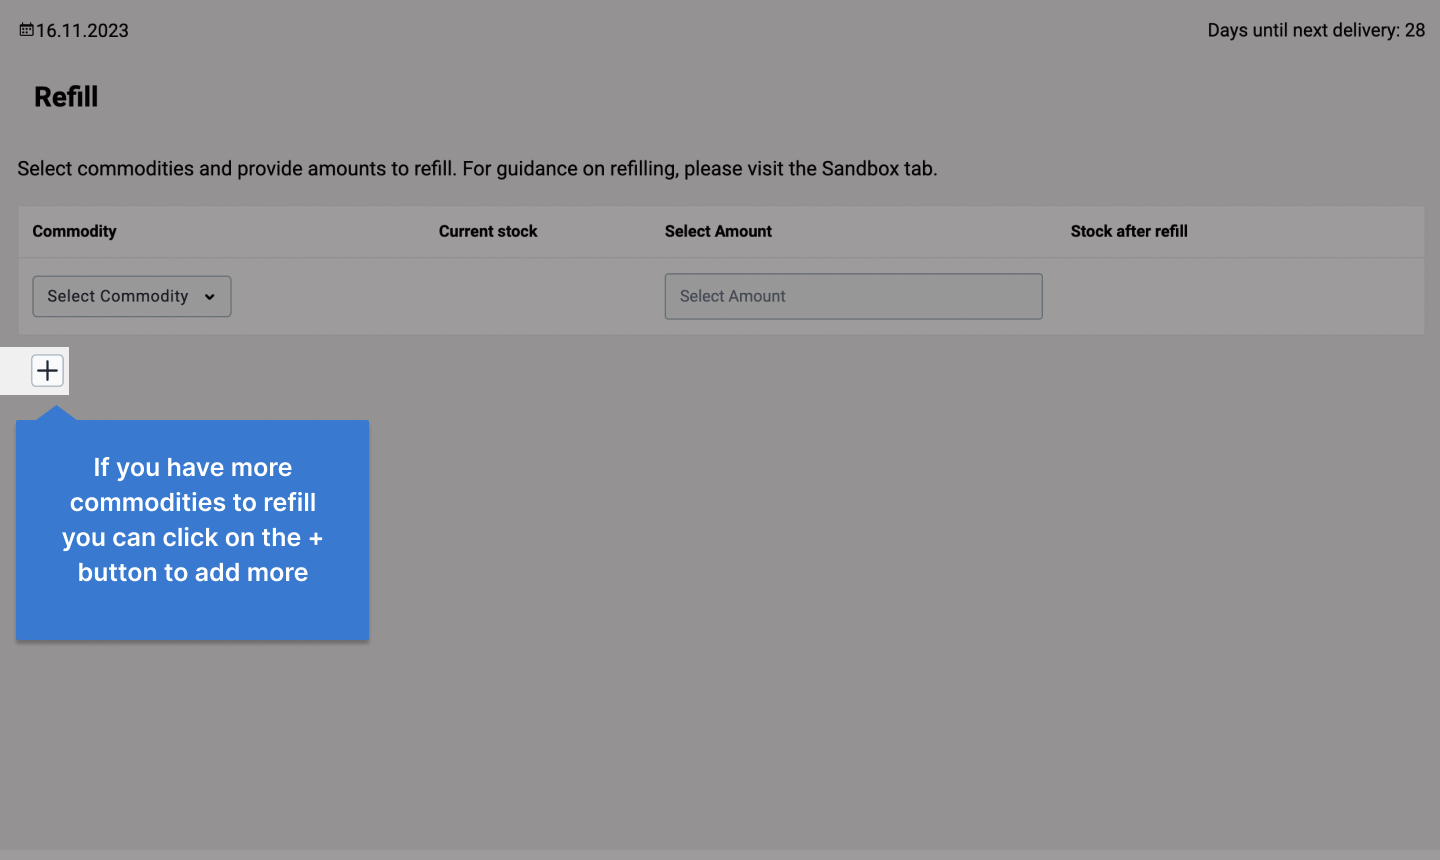 16.11.2023
Days until next delivery: 28
Refill
Select commodities and provide amounts to refill. For guidance on refilling, please visit the Sandbox tab.
Commodity Current stock Select Amount Stock after refill
Select Commodity Select Amount
+
If you have more
commodities to refill
you can click on the +
button to add more